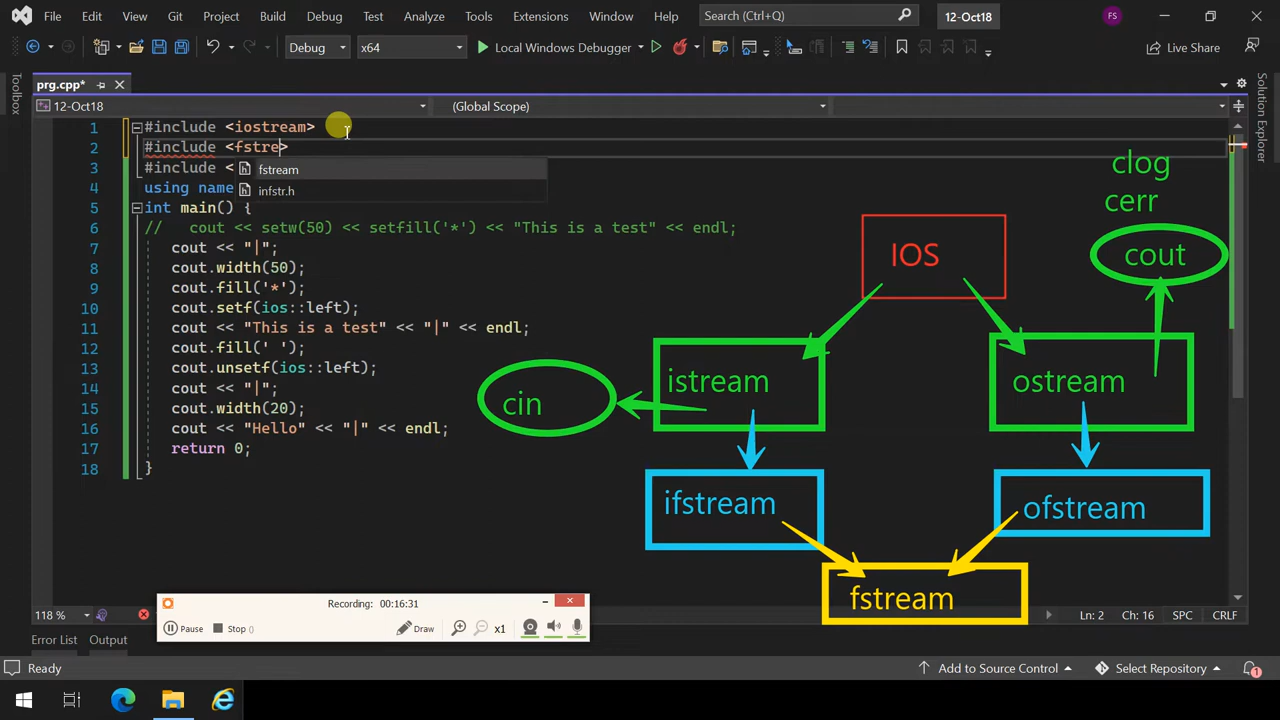 File Edit View Git Project Build Debug Test Analyze Tools Extensions Window Help Search (Ctrl+Q) 12-Oct18 FS
Debug x64 Local Windows Debugger Live Share
prg.cpp*
12-Oct18 (Global Scope)
Toolbox
Solution Explorer
1 #include <iostream>
2 #include <fstre>
3 #include <
fstream
infstr.h
4 using name
5 int main() {
6 // cout << setw(50) << setfill('*') << "This is a test" << endl;
7 cout << "|";
8 cout.width(50);
9 cout.fill('*');
10 cout.setf(ios::left);
11 cout << "This is a test" << "|" << endl;
12 cout.fill(' ');
13 cout.unsetf(ios::left);
14 cout << "|";
15 cout.width(20);
16 cout << "Hello" << "|" << endl;
17 return 0;
18 }
clog
cerr
cout
IOS
istream
ostream
cin
ifstream
ofstream
fstream
Recording: 00:16:31
Pause Stop () Draw x1
118 % Ln: 2 Ch: 16 SPC CRLF
Error List Output
Ready Add to Source Control Select Repository 1